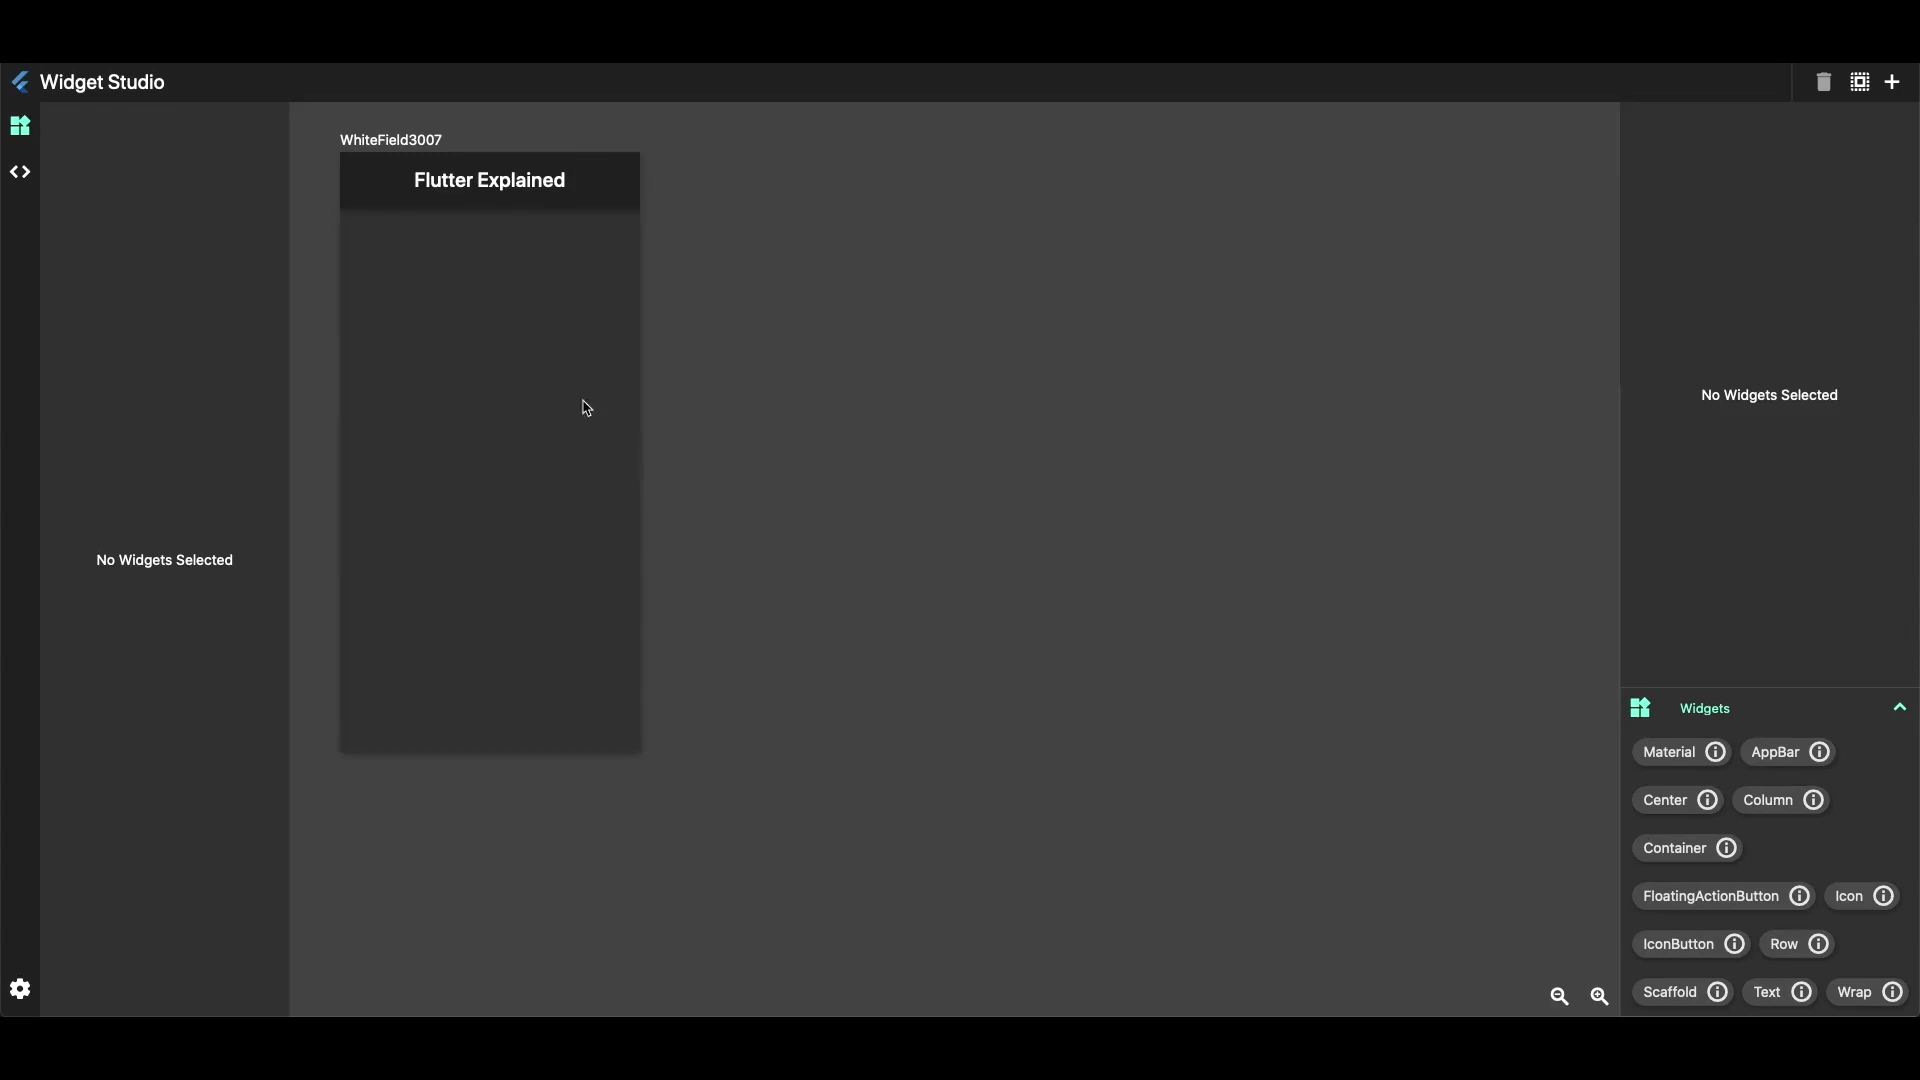 Widget Studio
WhiteField3007
Flutter Explained
No Widgets Selected
No Widgets Selected
Widgets
Material
AppBar
Center
Column
Container
FloatingActionButton
Icon
IconButton
Row
Scaffold
Text
Wrap